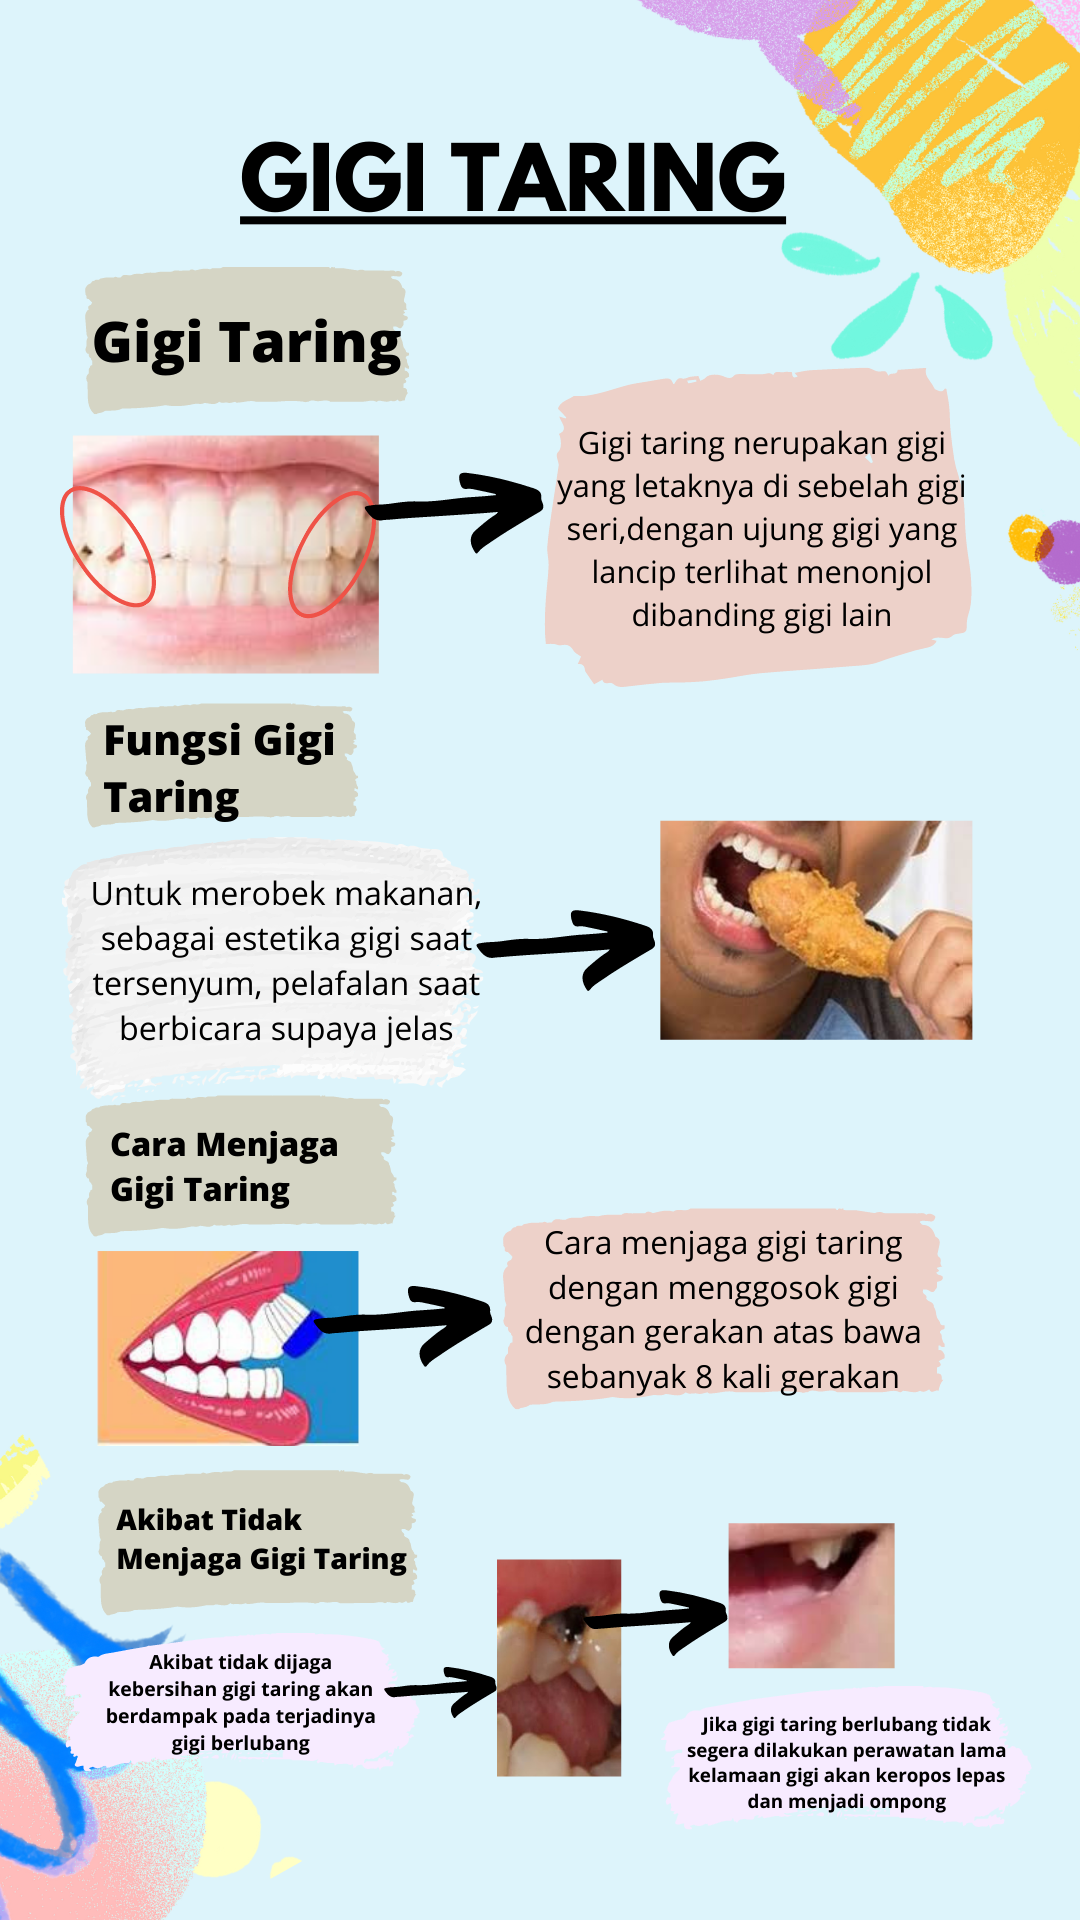 GIGI TARING
Gigi Taring
Gigi taring nerupakan gigi
yang letaknya di sebelah gigi
seri,dengan ujung gigi yang
lancip terlihat menonjol
dibanding gigi lain
Fungsi Gigi
Taring
Untuk merobek makanan,
sebagai estetika gigi saat
tersenyum, pelafalan saat
berbicara supaya jelas
Cara Menjaga
Gigi Taring
Cara menjaga gigi taring
dengan menggosok gigi
dengan gerakan atas bawa
sebanyak 8 kali gerakan
Akibat Tidak
Menjaga Gigi Taring
Akibat tidak dijaga
kebersihan gigi taring akan
berdampak pada terjadinya
gigi berlubang
Jika gigi taring berlubang tidak
segera dilakukan perawatan lama
kelamaan gigi akan keropos lepas
dan menjadi ompong